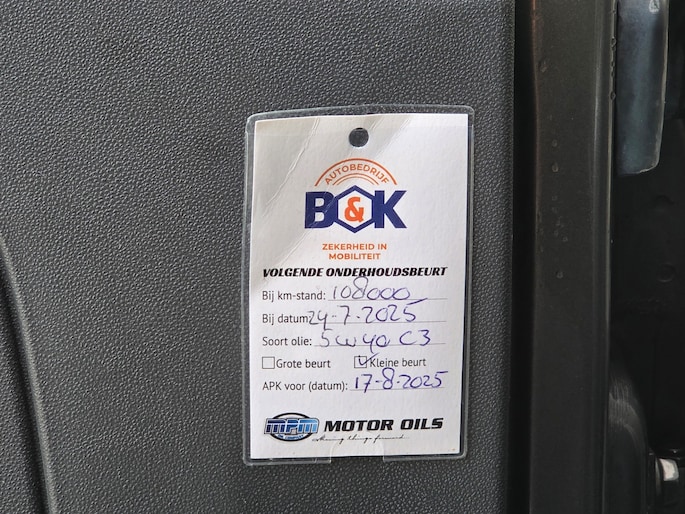 AUTOBEDRIJF
B&K
ZEKERHEID IN
MOBILITEIT
VOLGENDE ONDERHOUDSBEURT
Bij km-stand: 108000
Bij datum: 24-7-2025
Soort olie: 5w40 C3
Grote beurt Kleine beurt
APK voor (datum): 17-8-2025
MPM MOTOR OILS